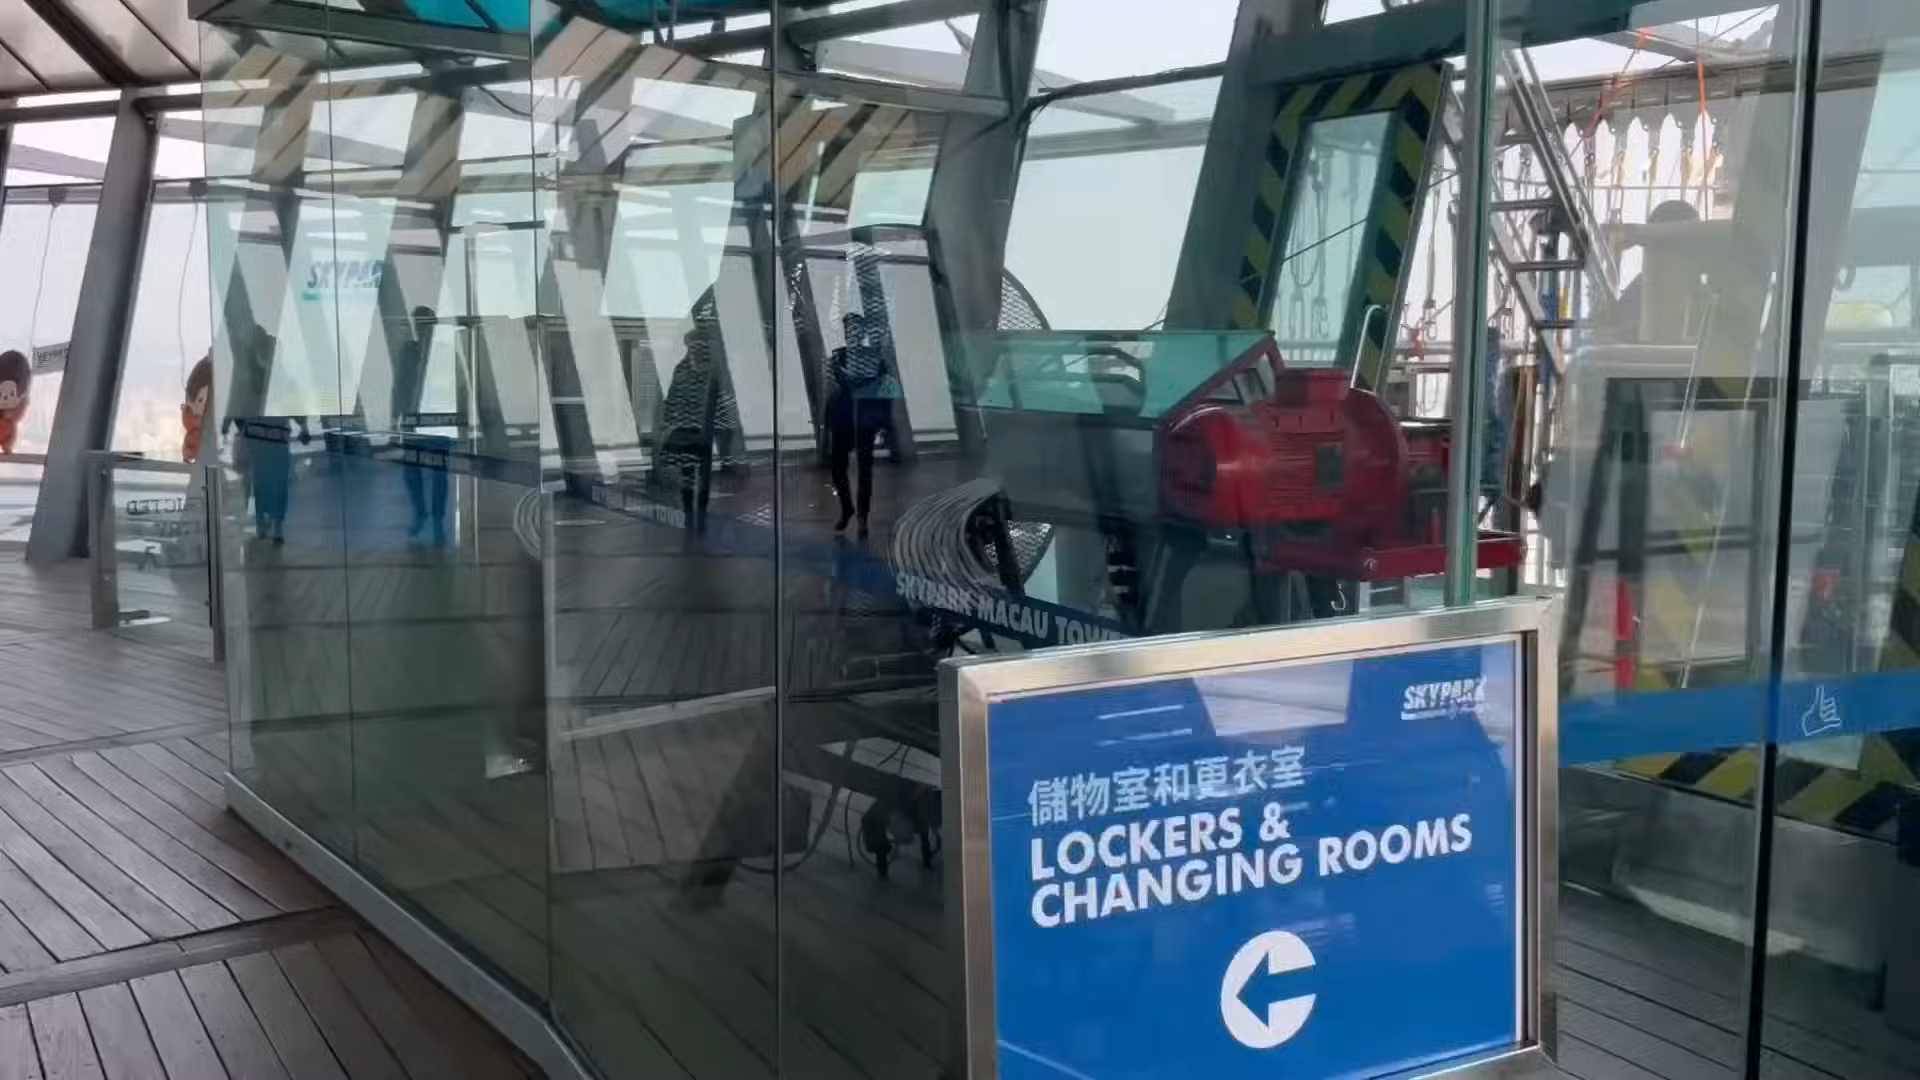 SKYPARK
SKYPARK MACAU TOWER
SKYPARK
儲物室和更衣室
LOCKERS &
CHANGING ROOMS